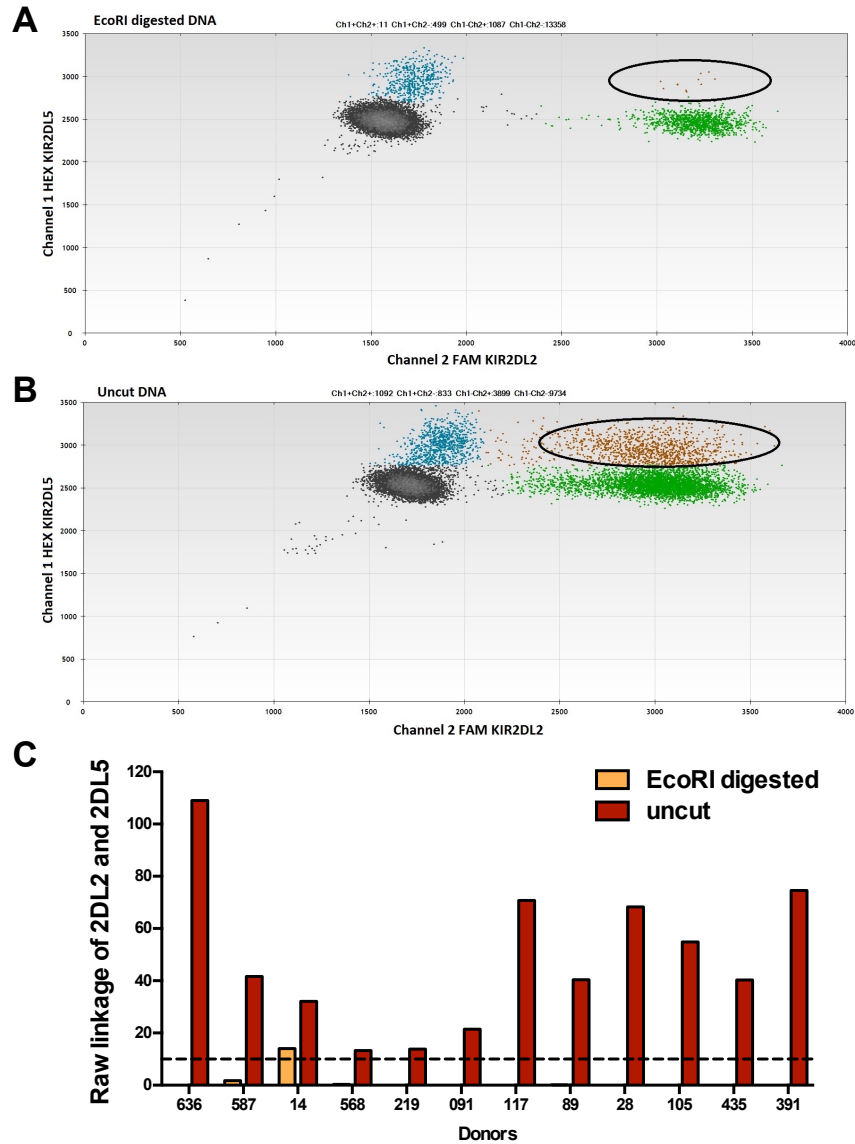 A
EcoRI digested DNA
Ch1+Ch2+:11 Ch1+Ch2-:499 Ch1-Ch2+:1087 Ch1-Ch2-:13358
3500
3000
2500
2000
1500
1000
500
0
Channel 1 HEX KIR2DL5
0 500 1000 1500 2000 2500 3000 3500 4000
Channel 2 FAM KIR2DL2
B
Uncut DNA
Ch1+Ch2+:1092 Ch1+Ch2-:833 Ch1-Ch2+:3899 Ch1-Ch2-:9734
3500
3000
2500
2000
1500
1000
500
0
Channel 1 HEX KIR2DL5
0 500 1000 1500 2000 2500 3000 3500 4000
Channel 2 FAM KIR2DL2
C
EcoRI digested
uncut
120
100
80
60
40
20
0
Raw linkage of 2DL2 and 2DL5
636 587 14 568 219 091 117 89 28 105 435 391
Donors